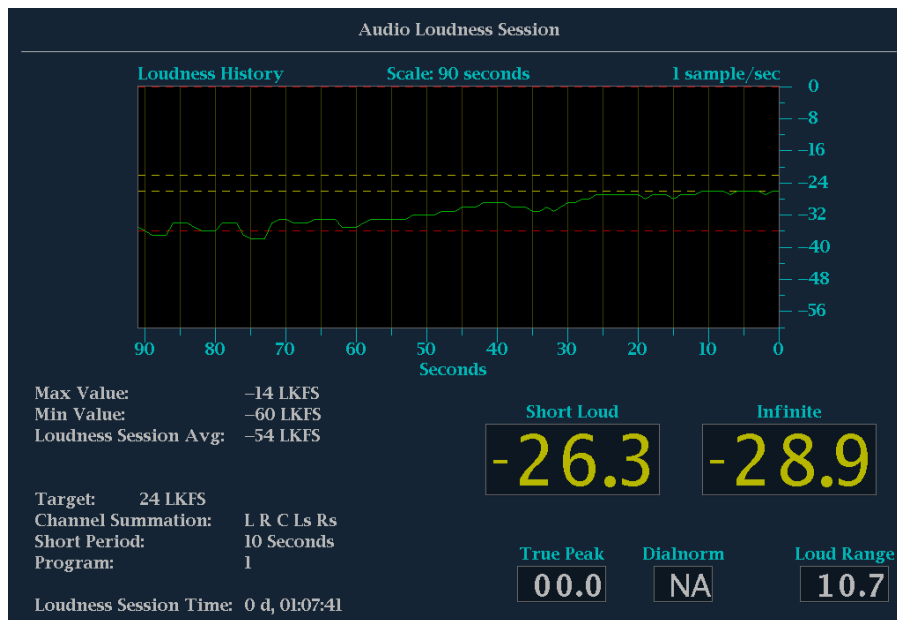 Audio Loudness Session
Loudness History Scale: 90 seconds 1 sample/sec
0
–8
–16
–24
–32
–40
–48
–56
90 80 70 60 50 40 30 20 10 0
Seconds
Max Value: –14 LKFS
Min Value: –60 LKFS
Loudness Session Avg: –54 LKFS
Short Loud Infinite
-26.3 -28.9
Target: 24 LKFS
Channel Summation: L R C Ls Rs
Short Period: 10 Seconds
Program: 1
True Peak Dialnorm Loud Range
00.0 NA 10.7
Loudness Session Time: 0 d, 01:07:41